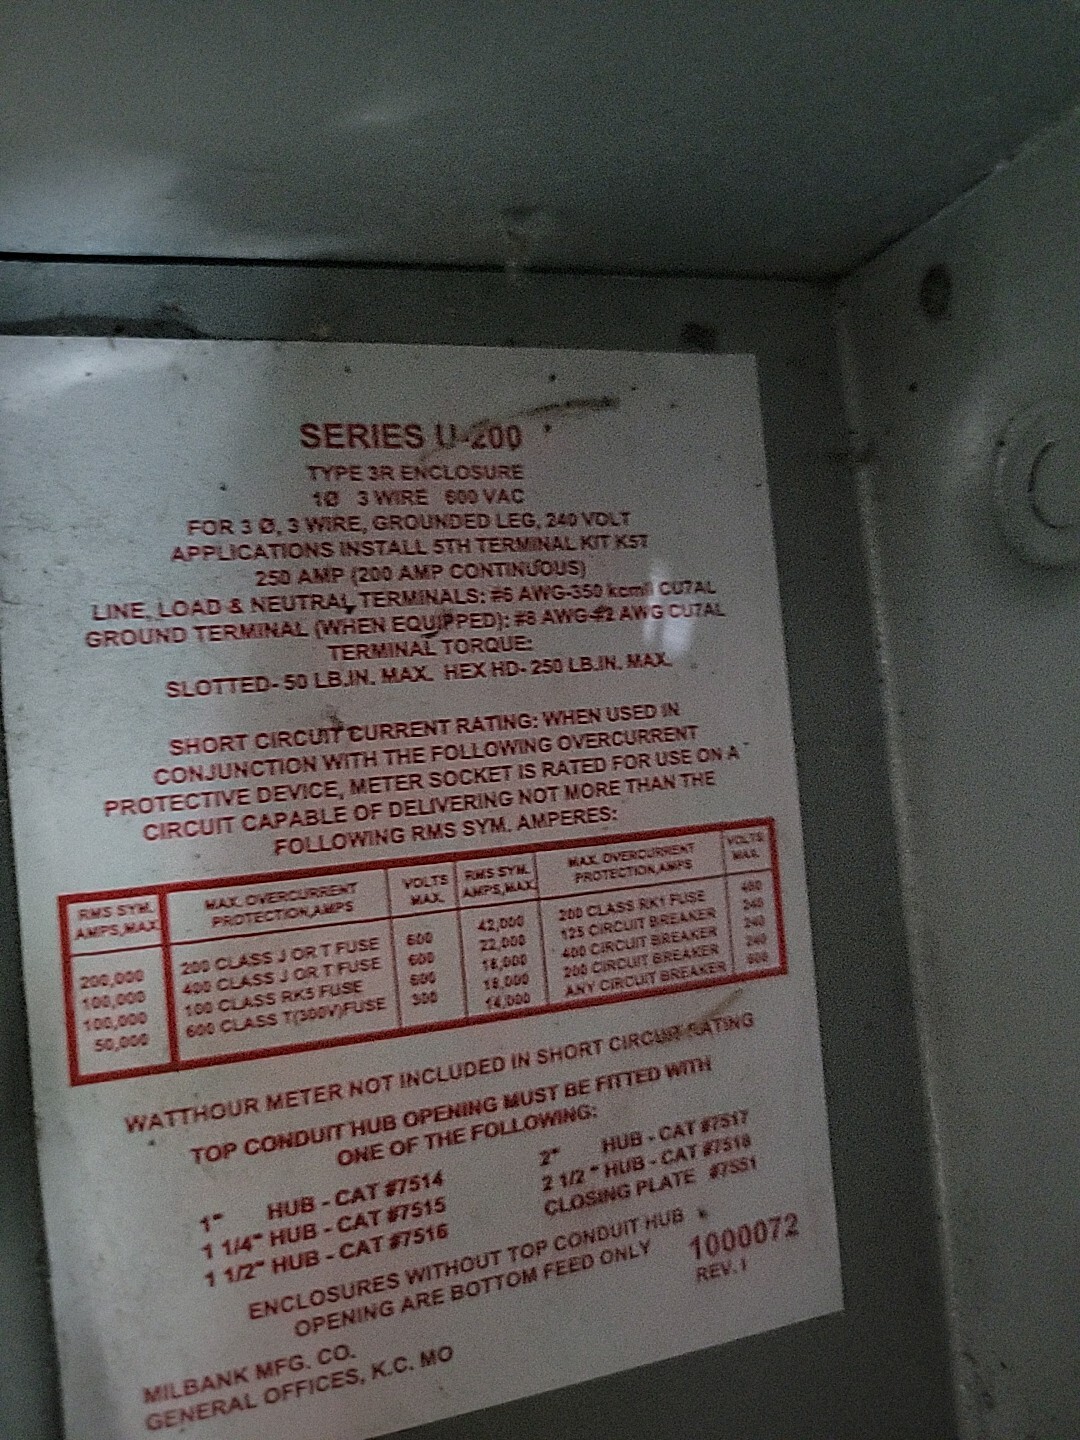 SERIES U-200
TYPE 3R ENCLOSURE
1Ø 3 WIRE 600 VAC
FOR 3 Ø, 3 WIRE, GROUNDED LEG, 240 VOLT
APPLICATIONS INSTALL 5TH TERMINAL KIT K5T
250 AMP (200 AMP CONTINUOUS)
LINE, LOAD & NEUTRAL TERMINALS: #6 AWG-350 kcmil CU7AL
GROUND TERMINAL (WHEN EQUIPPED): #8 AWG-#2 AWG CU7AL
TERMINAL TORQUE:
SLOTTED- 50 LB.IN. MAX. HEX HD- 250 LB.IN. MAX.
SHORT CIRCUIT CURRENT RATING: WHEN USED IN
CONJUNCTION WITH THE FOLLOWING OVERCURRENT
PROTECTIVE DEVICE, METER SOCKET IS RATED FOR USE ON A
CIRCUIT CAPABLE OF DELIVERING NOT MORE THAN THE
FOLLOWING RMS SYM. AMPERES:
RMS SYM. AMPS,MAX. MAX. OVERCURRENT PROTECTION,AMPS VOLTS MAX. RMS SYM. AMPS,MAX. MAX. OVERCURRENT PROTECTION,AMPS VOLTS MAX.
200,000 200 CLASS J OR T FUSE 600 42,000 200 CLASS RK1 FUSE 480
100,000 400 CLASS J OR T FUSE 600 22,000 125 CIRCUIT BREAKER 240
100,000 100 CLASS RK5 FUSE 600 18,000 400 CIRCUIT BREAKER 240
50,000 600 CLASS T(300V)FUSE 300 18,000 200 CIRCUIT BREAKER 240
14,000 ANY CIRCUIT BREAKER 600
WATTHOUR METER NOT INCLUDED IN SHORT CIRCUIT RATING
TOP CONDUIT HUB OPENING MUST BE FITTED WITH
ONE OF THE FOLLOWING:
1" HUB - CAT #7514 2" HUB - CAT #7517
1 1/4" HUB - CAT #7515 2 1/2 " HUB - CAT #7518
1 1/2" HUB - CAT #7516 CLOSING PLATE #7551
ENCLOSURES WITHOUT TOP CONDUIT HUB
OPENING ARE BOTTOM FEED ONLY
1000072
REV. I
MILBANK MFG. CO.
GENERAL OFFICES, K.C. MO